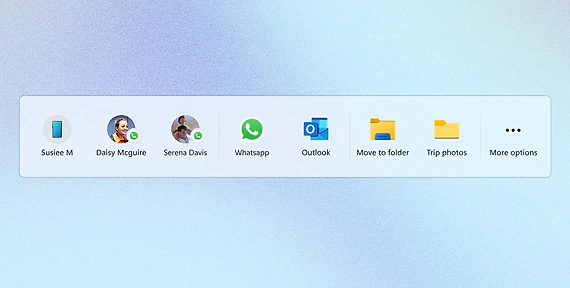 Susiee M
Daisy Mcguire
Serena Davis
Whatsapp
Outlook
Move to folder
Trip photos
More options